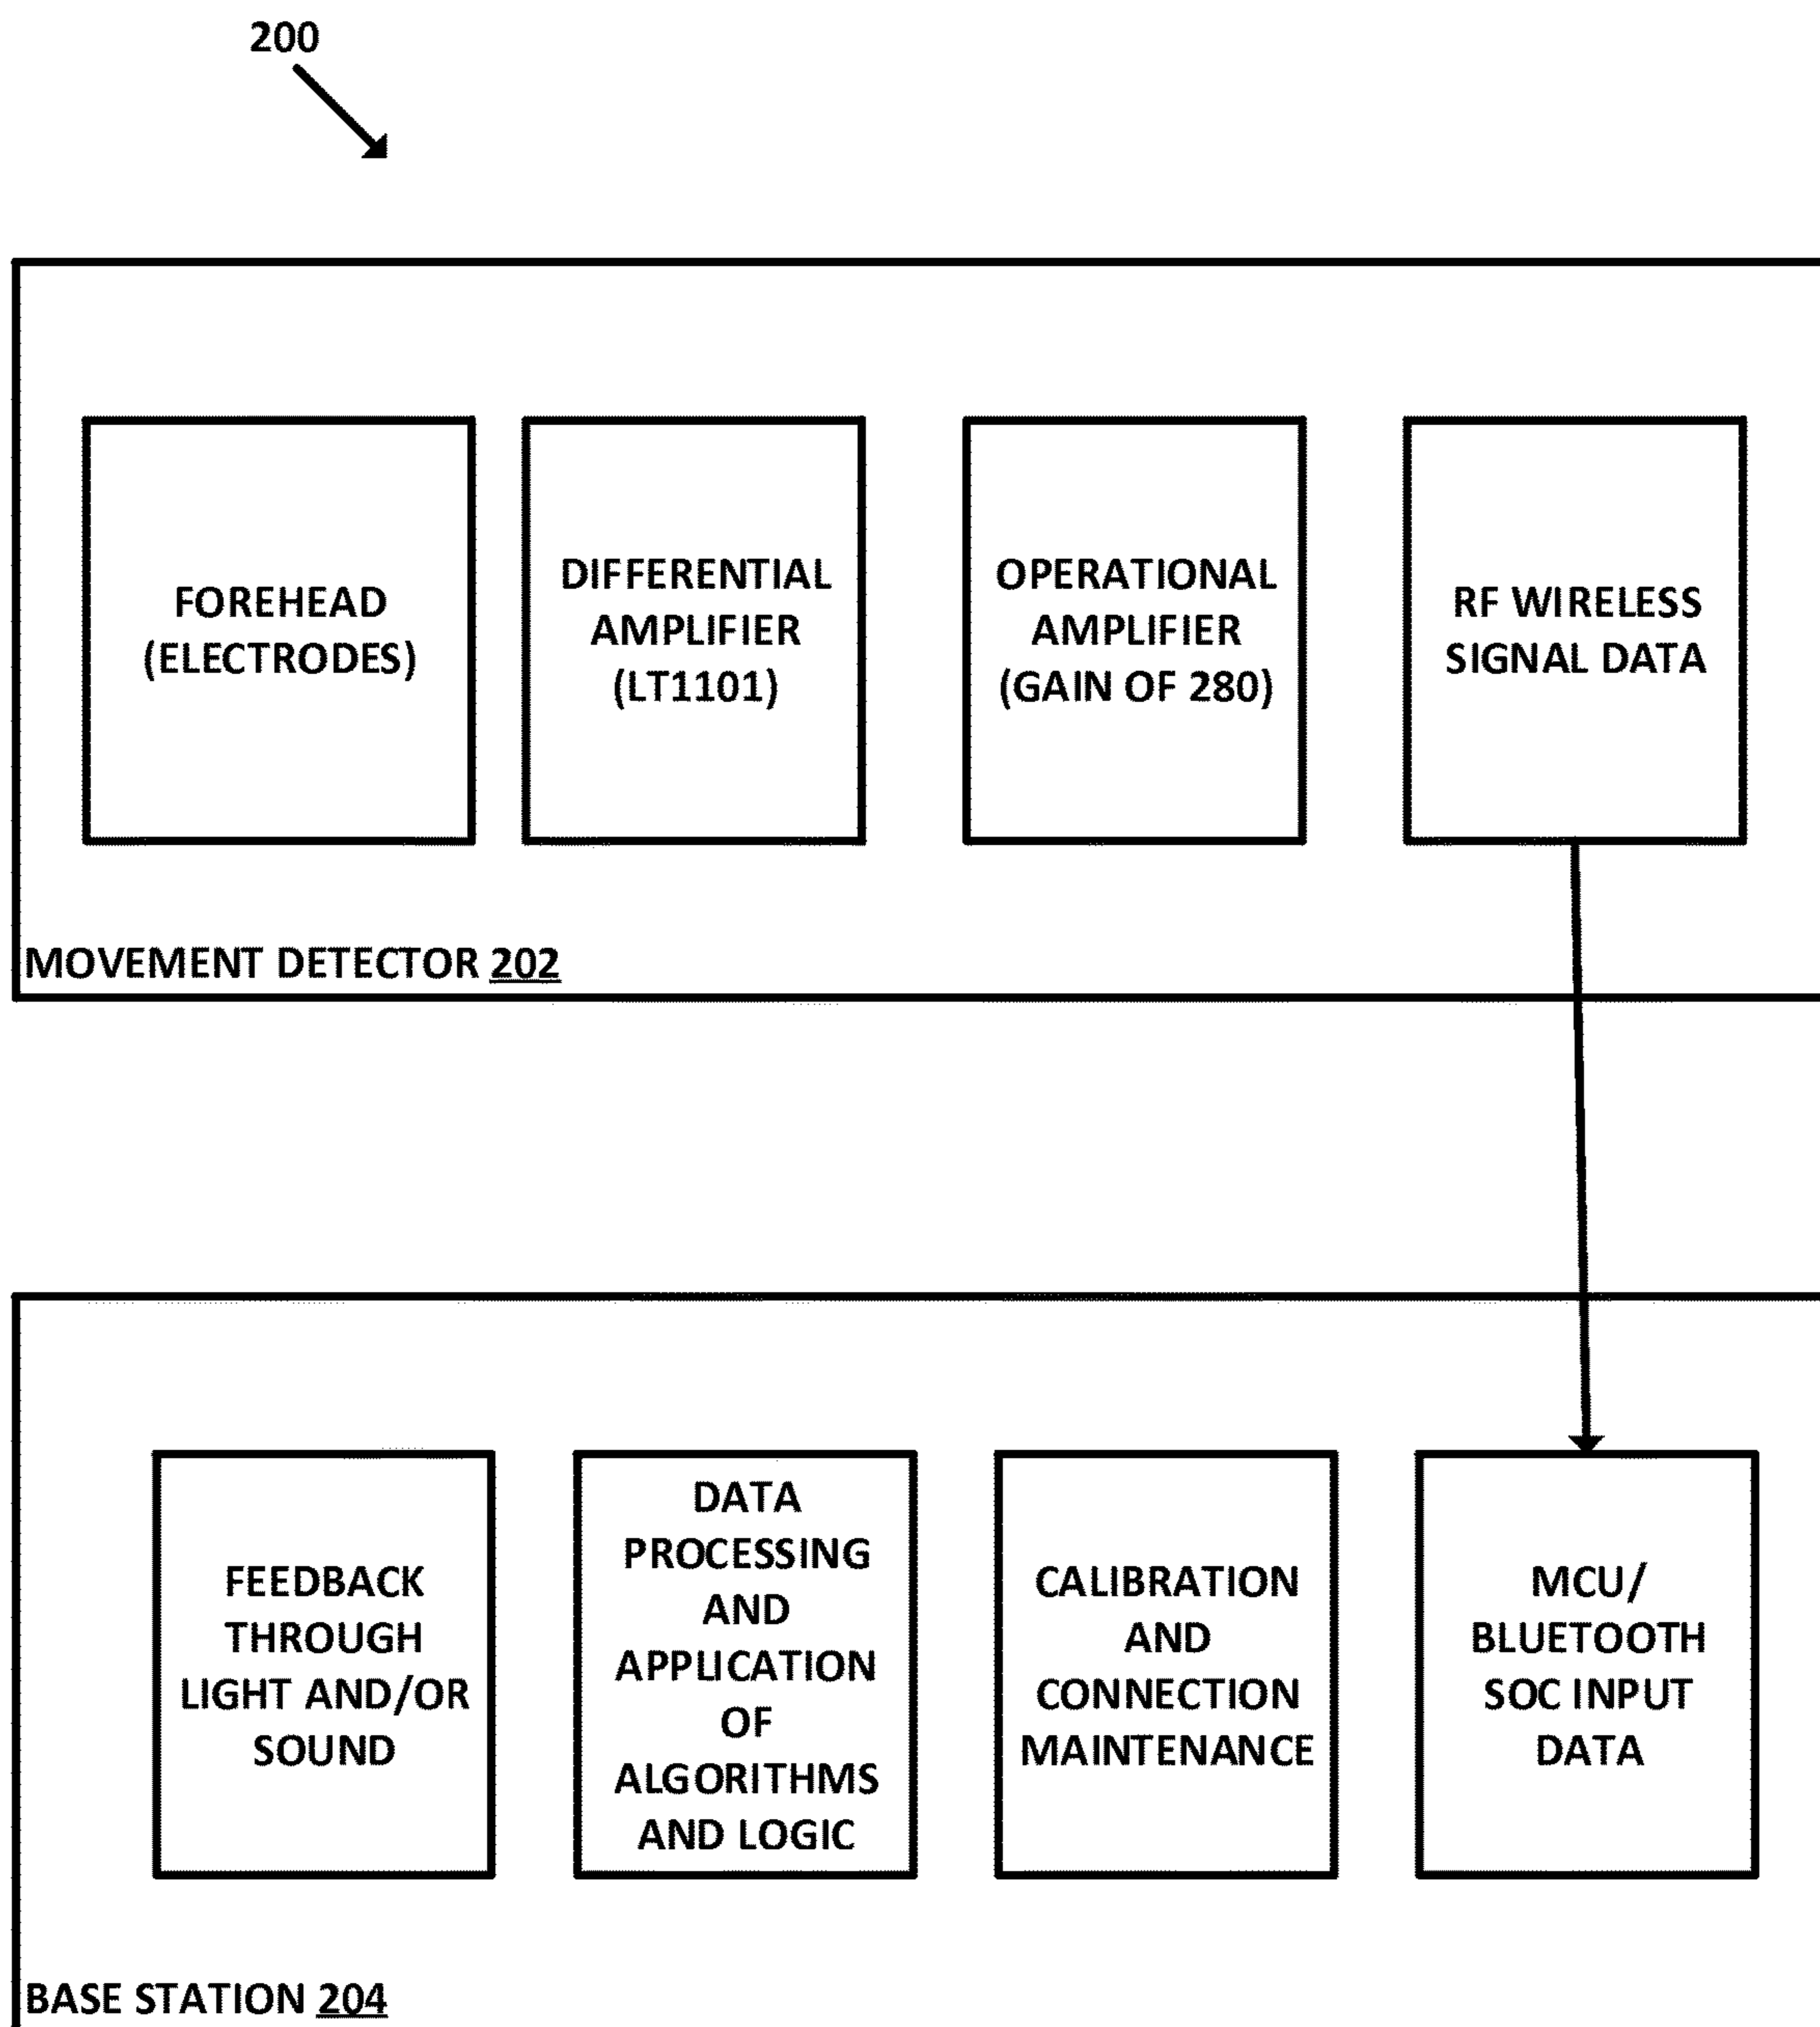 200
FOREHEAD
(ELECTRODES)
DIFFERENTIAL
AMPLIFIER
(LT1101)
OPERATIONAL
AMPLIFIER
(GAIN OF 280)
RF WIRELESS
SIGNAL DATA
MOVEMENT DETECTOR 202
FEEDBACK
THROUGH
LIGHT AND/OR
SOUND
DATA
PROCESSING
AND
APPLICATION
OF
ALGORITHMS
AND LOGIC
CALIBRATION
AND
CONNECTION
MAINTENANCE
MCU/
BLUETOOTH
SOC INPUT
DATA
BASE STATION 204